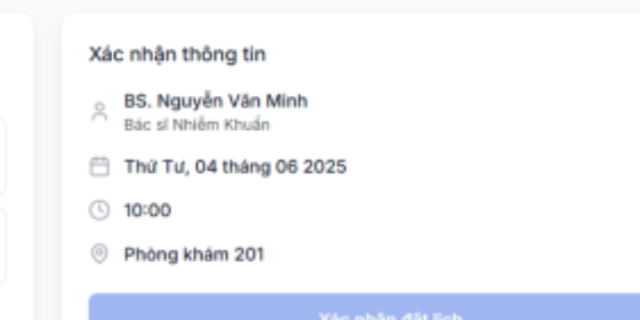 Xác nhận thông tin
BS. Nguyễn Văn Minh
Bác sĩ Nhiễm Khuẩn
Thứ Tư, 04 tháng 06 2025
10:00
Phòng khám 201
Xác nhận đặt lịch